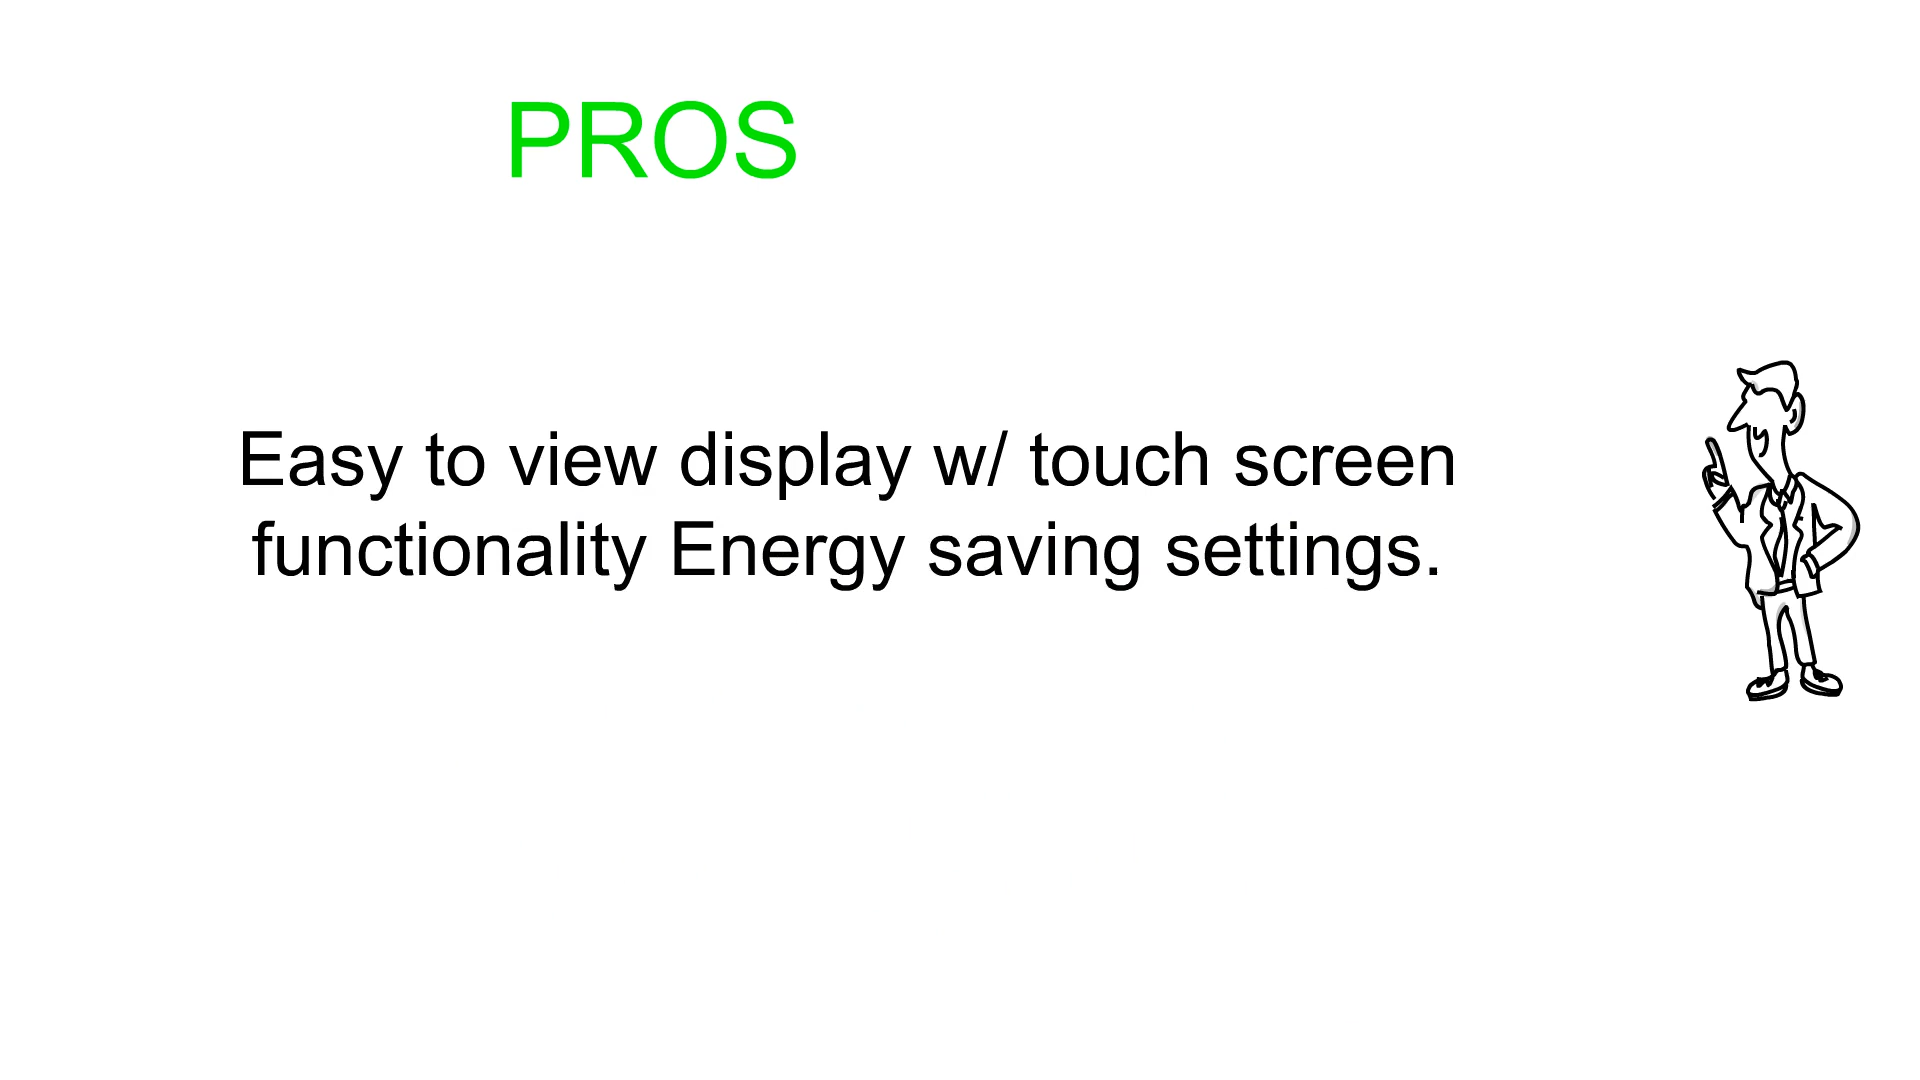 PROS
Easy to view display w/ touch screen
functionality Energy saving settings.